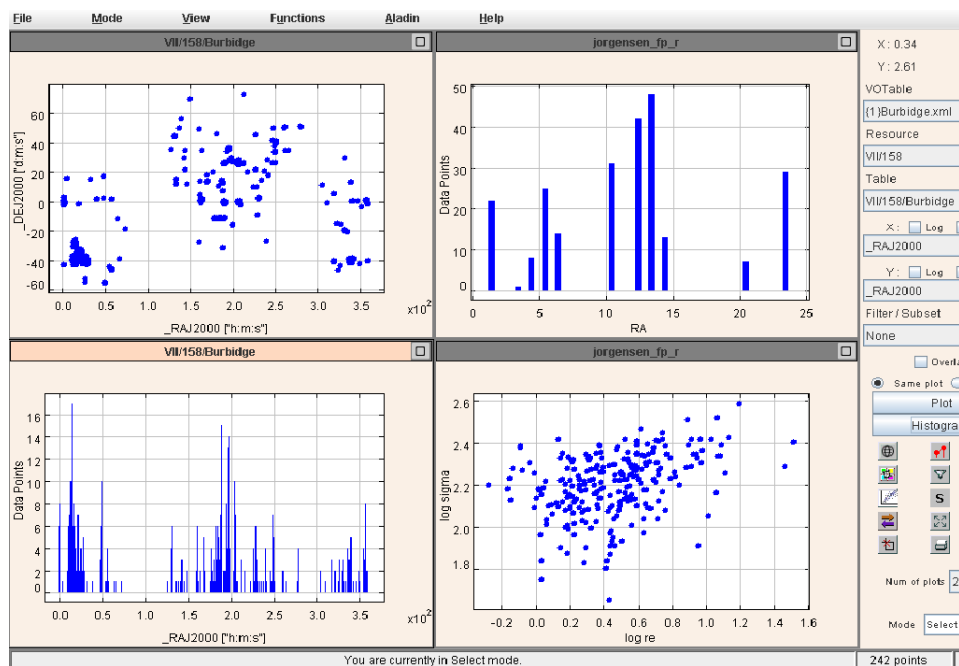 File Mode View Functions Aladin Help
VII/158/Burbidge
60
40
20
0
-20
-40
-60
_DEJ2000 ["d:m:s"]
0.0 0.5 1.0 1.5 2.0 2.5 3.0 3.5
x10²
_RAJ2000 ["h:m:s"]
jorgensen_fp_r
50
40
30
20
10
0
Data Points
0 5 10 15 20 25
RA
VII/158/Burbidge
16
14
12
10
8
6
4
2
0
Data Points
0.0 0.5 1.0 1.5 2.0 2.5 3.0 3.5
x10²
_RAJ2000 ["h:m:s"]
jorgensen_fp_r
2.6
2.4
2.2
2.0
1.8
log sigma
-0.2 0.0 0.2 0.4 0.6 0.8 1.0 1.2 1.4 1.6
log re
X: 0.34
Y: 2.61
VOTable
{1}Burbidge.xml
Resource
VII/158
Table
VII/158/Burbidge
X: Log
_RAJ2000
Y: Log
_RAJ2000
Filter / Subset
None
Overla
Same plot
Plot
Histogra
S
Num of plots 2
Mode Select
You are currently in Select mode.
242 points